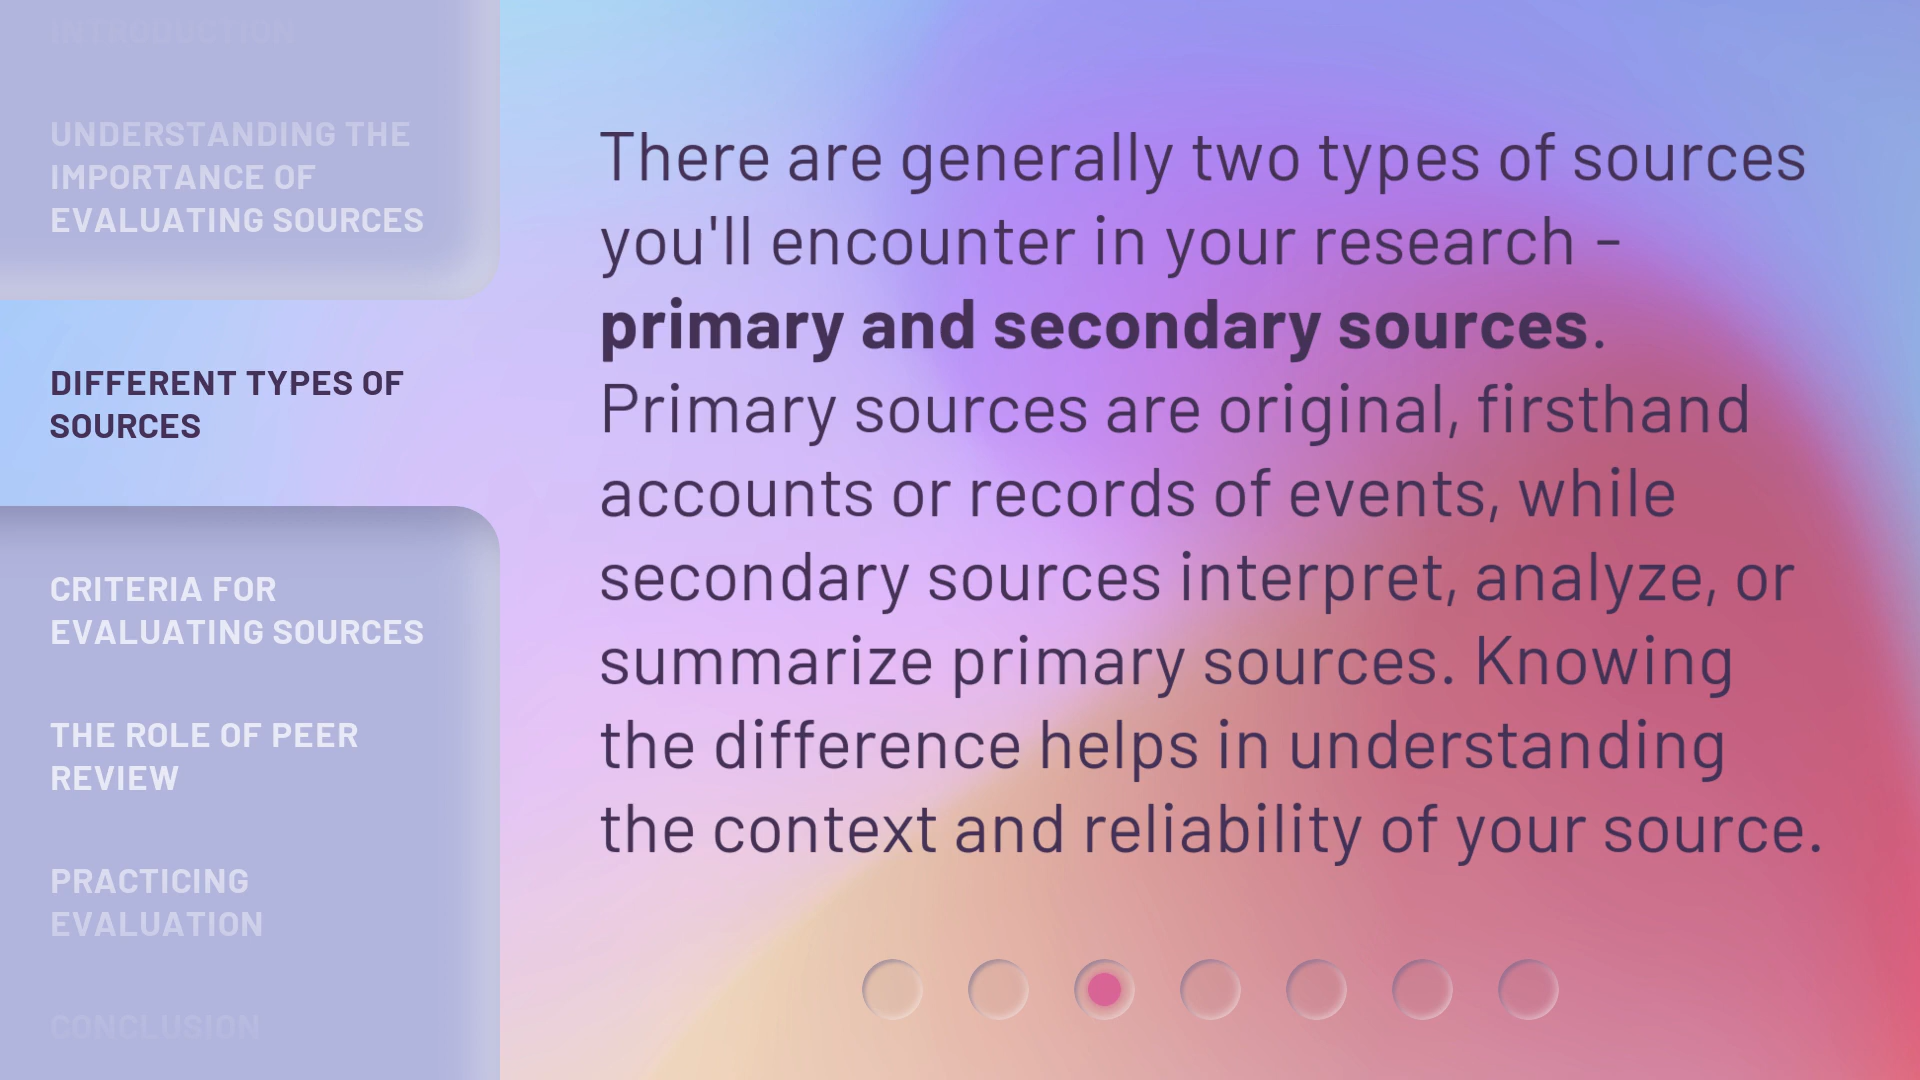 INTRODUCTION
UNDERSTANDING THE
IMPORTANCE OF
EVALUATING SOURCES
DIFFERENT TYPES OF
SOURCES
CRITERIA FOR
EVALUATING SOURCES
THE ROLE OF PEER
REVIEW
PRACTICING
EVALUATION
CONCLUSION
There are generally two types of sources
you'll encounter in your research -
primary and secondary sources.
Primary sources are original, firsthand
accounts or records of events, while
secondary sources interpret, analyze, or
summarize primary sources. Knowing
the difference helps in understanding
the context and reliability of your source.